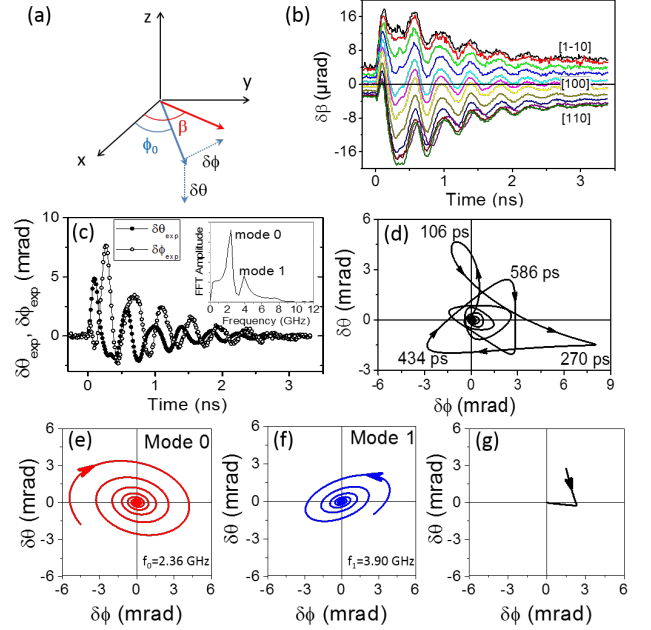 (a)
z
y
x
β
ϕ0
δϕ
δθ
(b)
δβ (μrad)
16
8
0
-8
-16
[1-10]
[100]
[110]
0 1 2 3
Time (ns)
(c)
δθexp, δϕexp (mrad)
10
5
0
-5
δθexp
δϕexp
FFT Amplitude
mode 0
mode 1
0 2 4 6 8 10 12
Frequency (GHz)
0 1 2 3
Time (ns)
(d)
δθ (mrad)
6
3
0
-3
106 ps
586 ps
434 ps
270 ps
-6 -3 0 3 6 9
δϕ (mrad)
(e)
Mode 0
δθ (mrad)
6
3
0
-3
-6
f0=2.36 GHz
-6 -3 0 3 6
δϕ (mrad)
(f)
Mode 1
δθ (mrad)
6
3
0
-3
-6
f1=3.90 GHz
-6 -3 0 3 6
δϕ (mrad)
(g)
δθ (mrad)
6
3
0
-3
-6
-6 -3 0 3 6
δϕ (mrad)